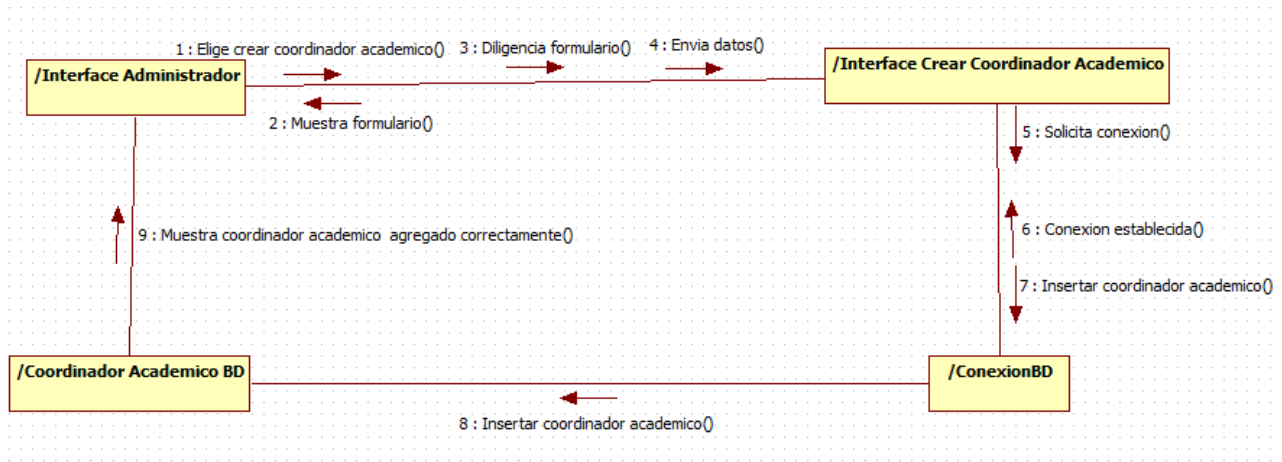 1 : Elige crear coordinador academico()
3 : Diligencia formulario()
4 : Envia datos()
/Interface Administrador
/Interface Crear Coordinador Academico
2 : Muestra formulario()
5 : Solicita conexion()
9 : Muestra coordinador academico  agregado correctamente()
6 : Conexion establecida()
7 : Insertar coordinador academico()
/Coordinador Academico BD
/ConexionBD
8 : Insertar coordinador academico()